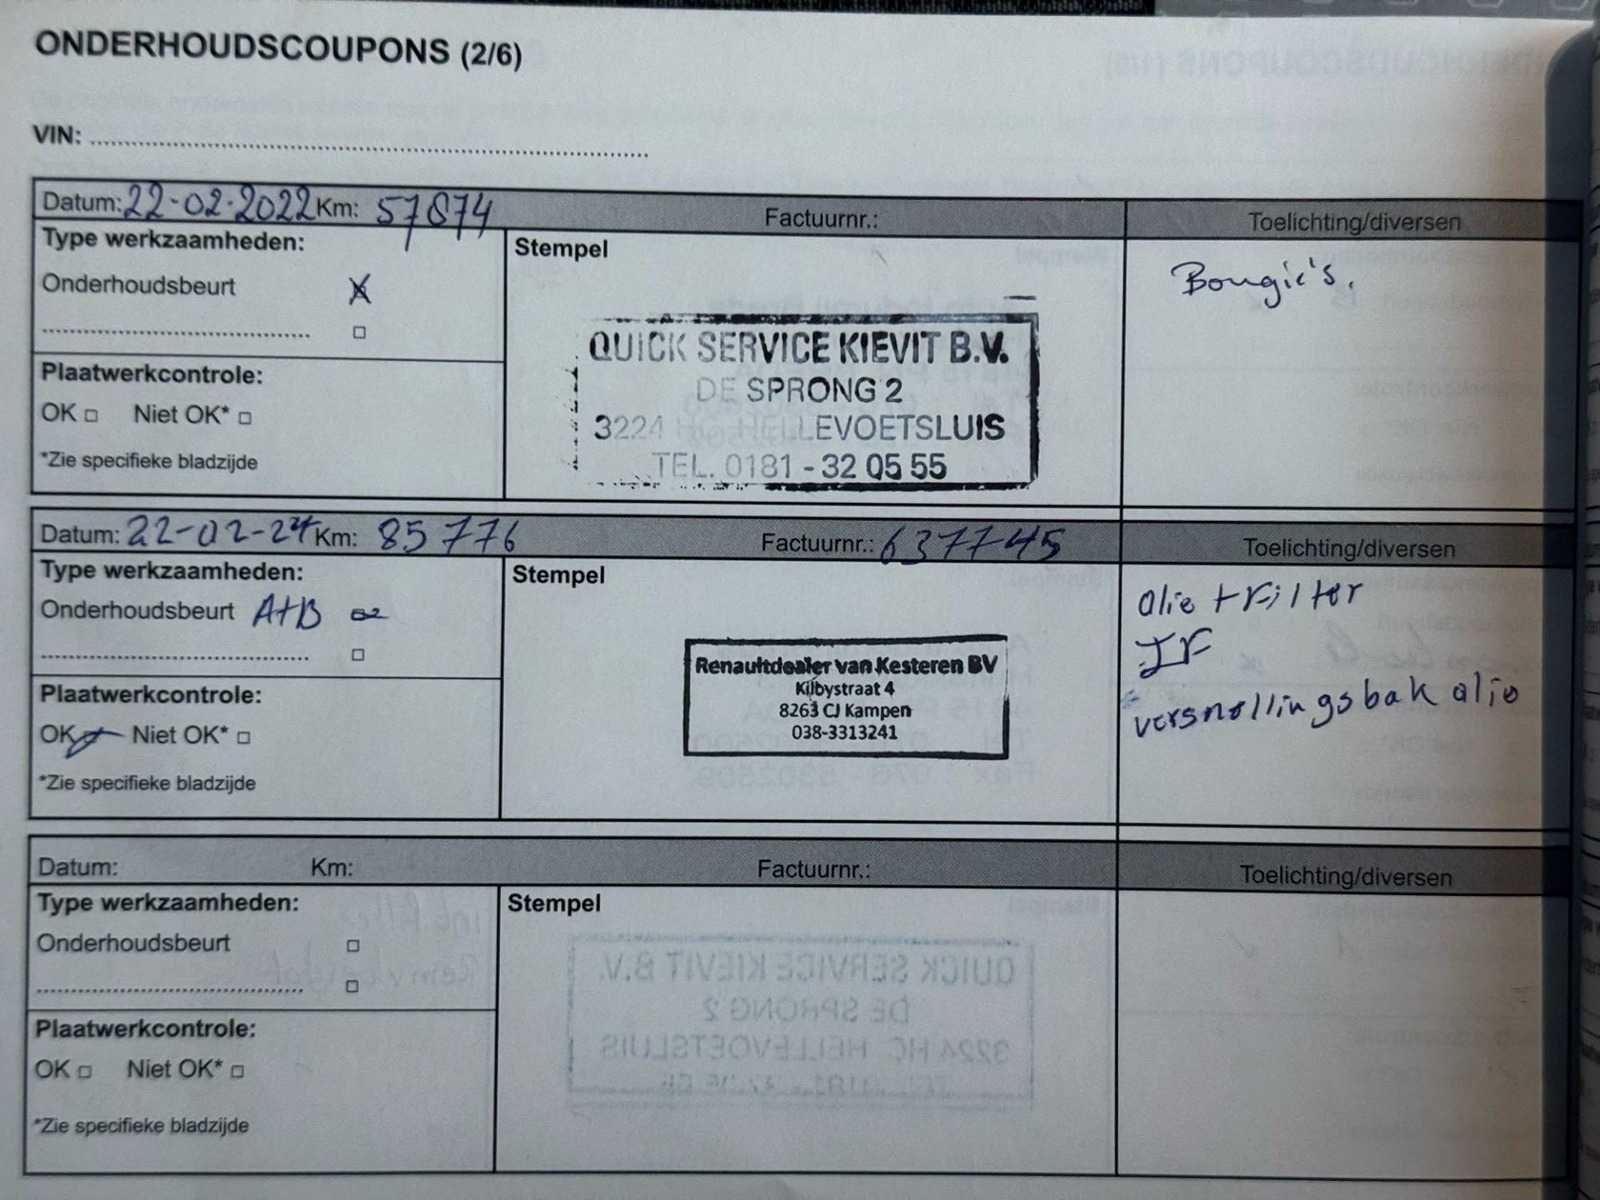 ONDERHOUDSCOUPONS (2/6)
VIN: ........................................................
Datum: 22-02-2022 Km: 57874 Factuurnr.: Toelichting/diversen
Type werkzaamheden:
Onderhoudsbeurt
Plaatwerkcontrole:
OK □ Niet OK* □
*Zie specifieke bladzijde
Stempel
QUICK SERVICE KIEVIT B.V.
DE SPRONG 2
3224 HC HELLEVOETSLUIS
TEL. 0181 - 32 05 55
Bougie's.
Datum: 22-02-24 Km: 85776 Factuurnr.: 637745 Toelichting/diversen
Type werkzaamheden:
Onderhoudsbeurt A+B
Plaatwerkcontrole:
OK Niet OK* □
*Zie specifieke bladzijde
Stempel
Renaultdealer van Kesteren BV
Kilbystraat 4
8263 CJ Kampen
038-3313241
olie + Filter
IF
versnellingsbak olie
Datum: Km: Factuurnr.: Toelichting/diversen
Type werkzaamheden:
Onderhoudsbeurt □
Plaatwerkcontrole:
OK □ Niet OK* □
*Zie specifieke bladzijde
Stempel